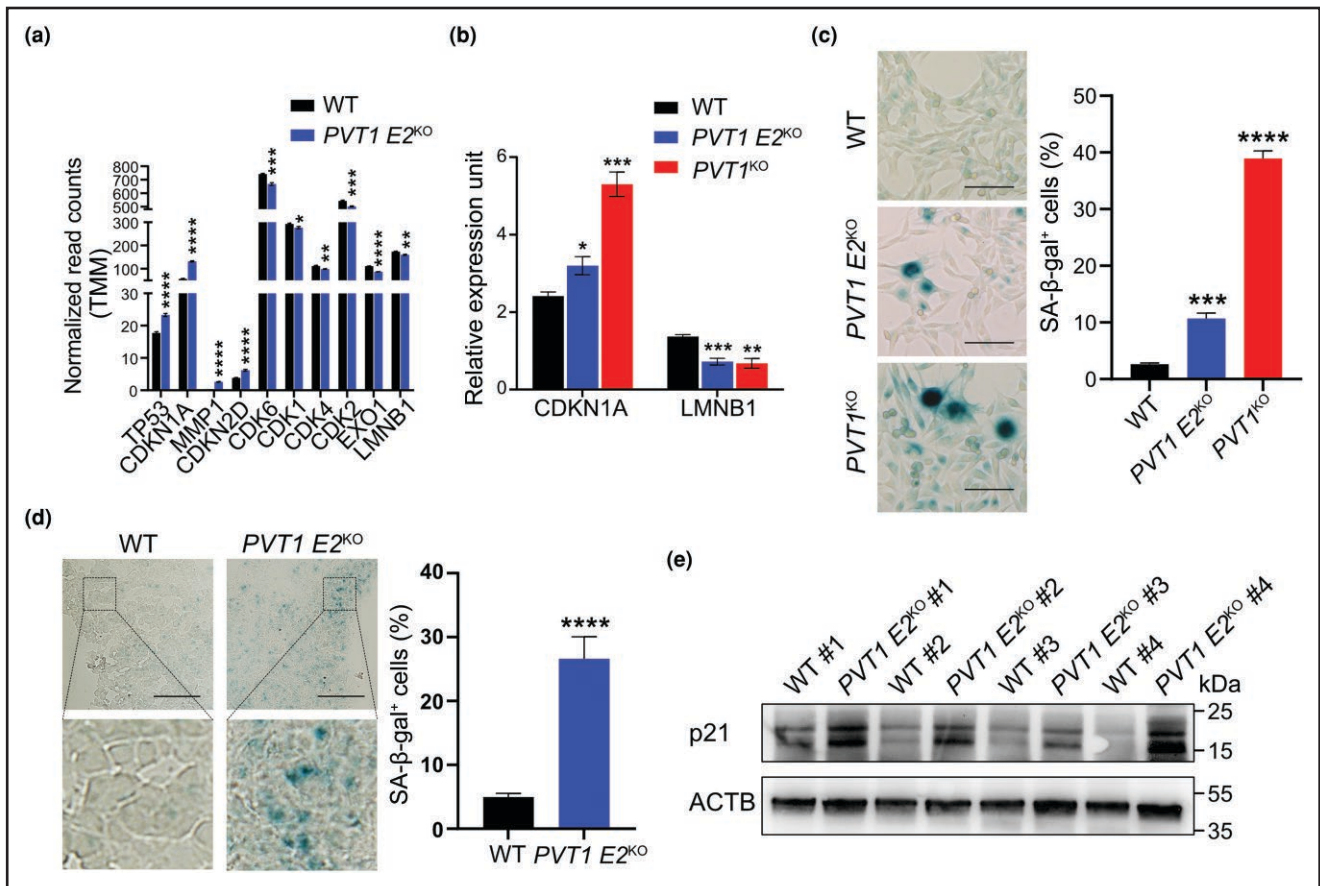 (a)
WT
PVT1 E2KO
Normalized read counts
(TMM)
800
700
600
500
300
200
100
30
20
10
0
****
****
****
****
***
*
**
***
****
**
TP53
CDKN1A
MMP1
CDKN2D
CDK6
CDK1
CDK4
CDK2
EXO1
LMNB1
(b)
WT
PVT1 E2KO
PVT1KO
Relative expression unit
6
4
2
0
*
***
***
**
CDKN1A
LMNB1
(c)
WT
PVT1 E2KO
PVT1KO
SA-β-gal+ cells (%)
50
40
30
20
10
0
***
****
WT
PVT1 E2KO
PVT1KO
(d)
WT
PVT1 E2KO
SA-β-gal+ cells (%)
40
30
20
10
0
****
WT
PVT1 E2KO
(e)
WT #1
PVT1 E2KO #1
WT #2
PVT1 E2KO #2
WT #3
PVT1 E2KO #3
WT #4
PVT1 E2KO #4
kDa
p21
25
15
ACTB
55
35